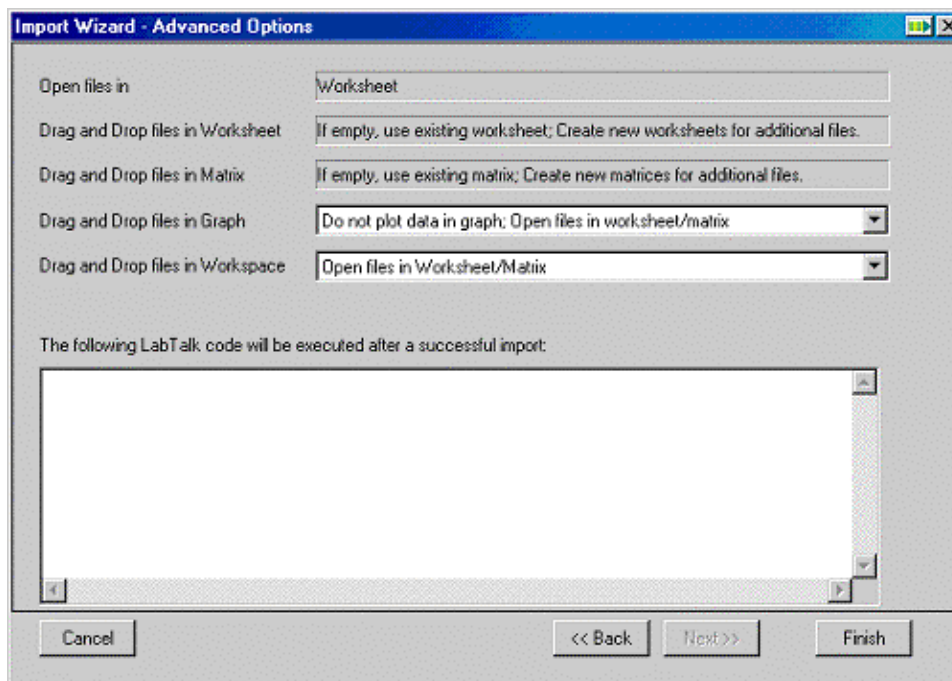 Import Wizard - Advanced Options
Open files in Worksheet
Drag and Drop files in Worksheet If empty, use existing worksheet; Create new worksheets for additional files.
Drag and Drop files in Matrix If empty, use existing matrix; Create new matrices for additional files.
Drag and Drop files in Graph Do not plot data in graph; Open files in worksheet/matrix
Drag and Drop files in Workspace Open files in Worksheet/Matrix
The following LabTalk code will be executed after a successful import:
Cancel << Back Next >> Finish